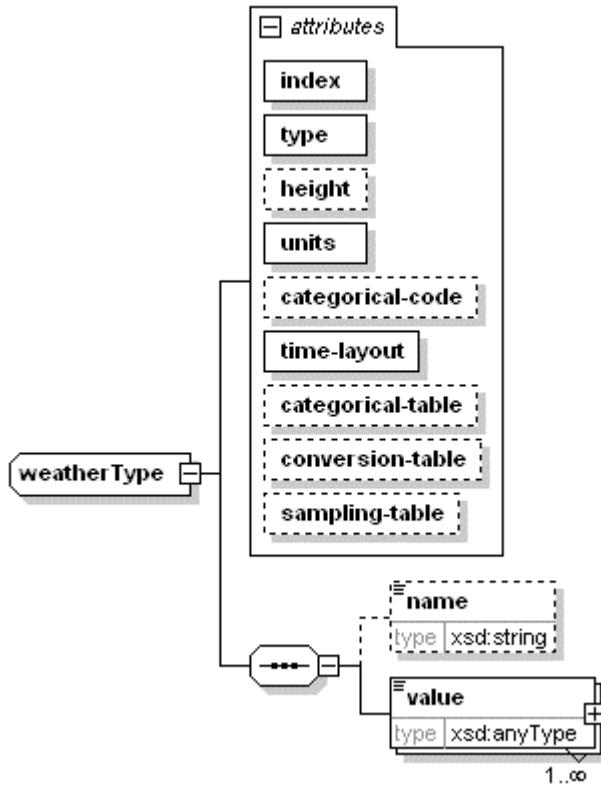 attributes
index
type
height
units
categorical-code
time-layout
categorical-table
conversion-table
sampling-table
weatherType
name
type xsd:string
value
type xsd:anyType
1..∞